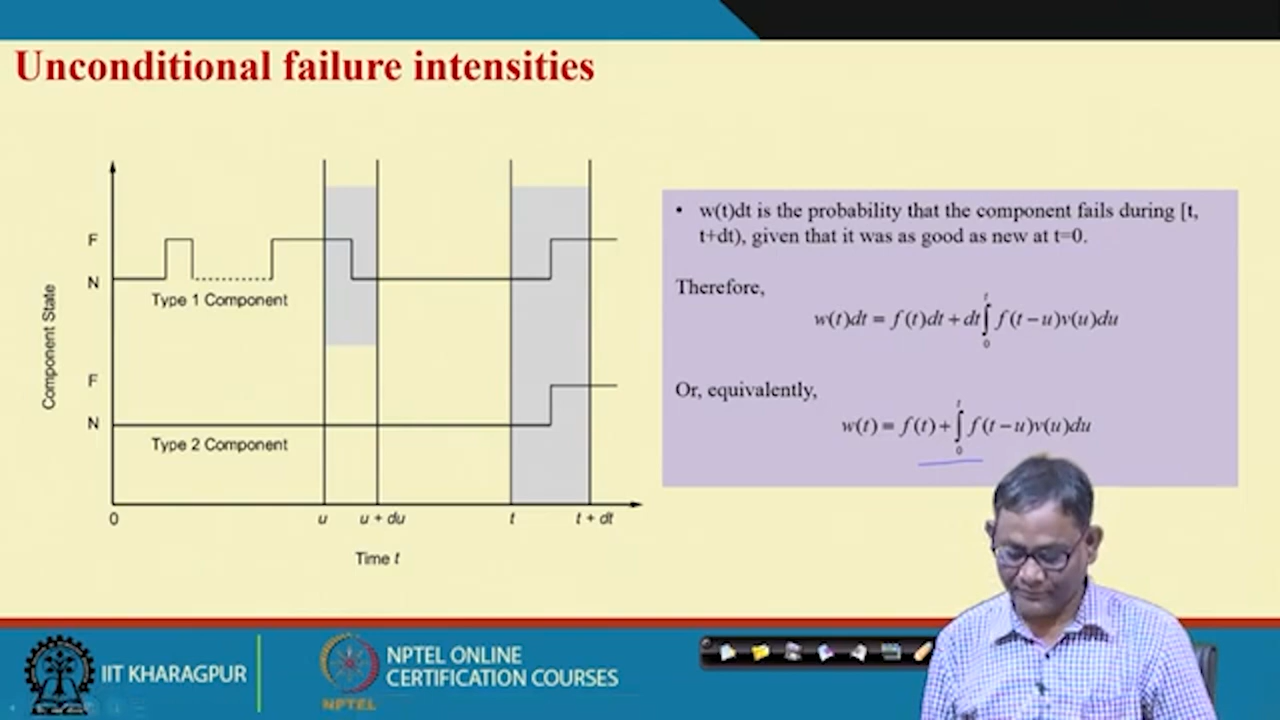 Unconditional failure intensities
Component State
F
N
Type 1 Component
F
N
Type 2 Component
0
u
u + du
t
t + dt
Time t
• w(t)dt is the probability that the component fails during [t,
t+dt), given that it was as good as new at t=0.
Therefore,
w(t)dt = f(t)dt + dt∫₀ᵗ f(t−u)v(u)du
Or, equivalently,
w(t) = f(t) + ∫₀ᵗ f(t−u)v(u)du
IIT KHARAGPUR
NPTEL
NPTEL ONLINE
CERTIFICATION COURSES